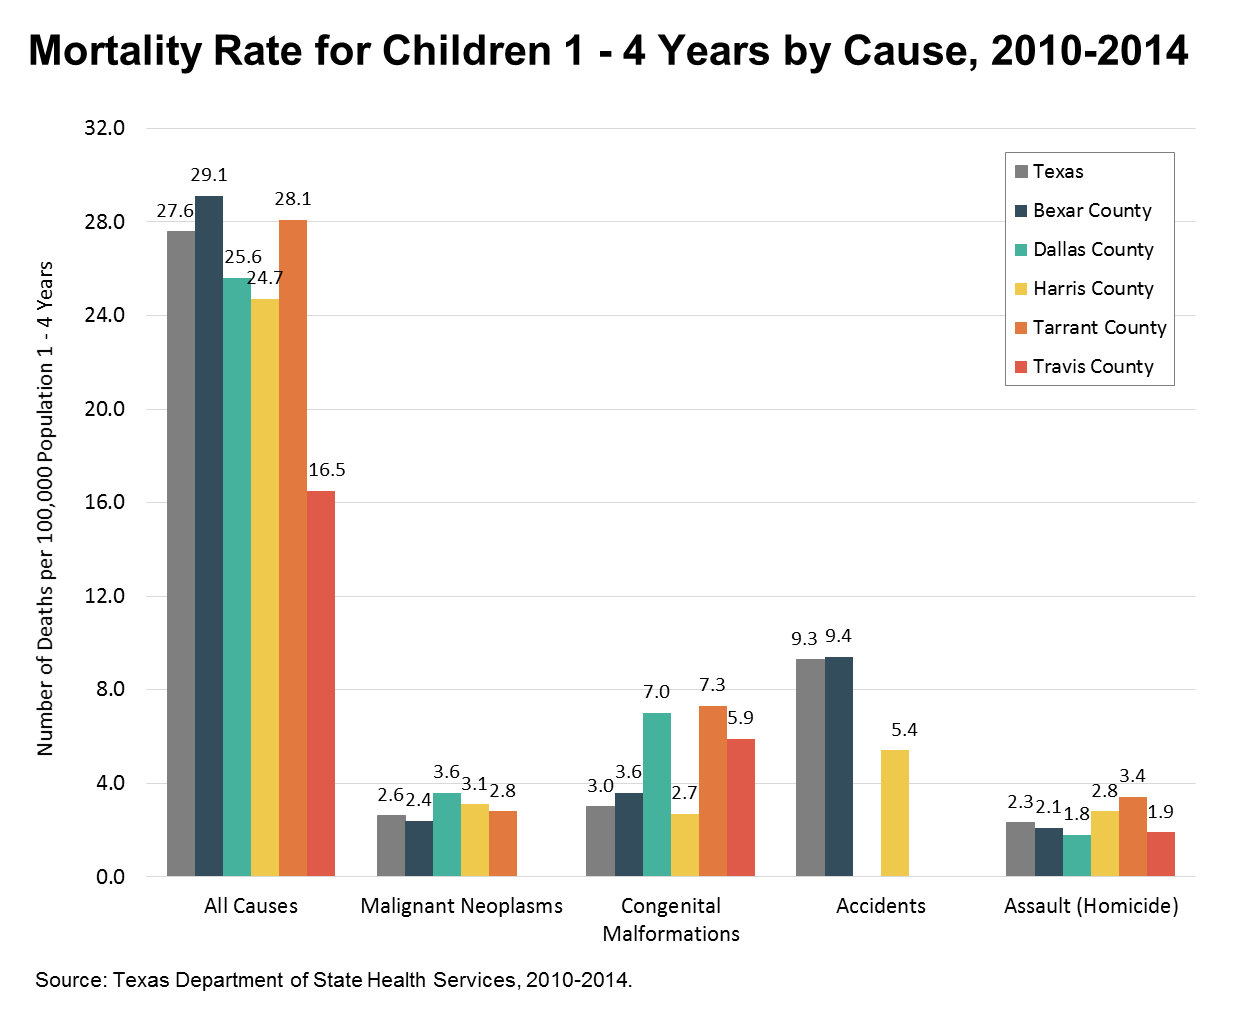 Mortality Rate for Children 1 - 4 Years by Cause, 2010-2014
Number of Deaths per 100,000 Population 1 - 4 Years
32.0
28.0
24.0
20.0
16.0
12.0
8.0
4.0
0.0
27.6
29.1
25.6
24.7
28.1
16.5
2.6
2.4
3.6
3.1
2.8
3.0
3.6
7.0
2.7
7.3
5.9
9.3
9.4
5.4
2.3
2.1
1.8
2.8
3.4
1.9
Texas
Bexar County
Dallas County
Harris County
Tarrant County
Travis County
All Causes
Malignant Neoplasms
Congenital
Malformations
Accidents
Assault (Homicide)
Source: Texas Department of State Health Services, 2010-2014.